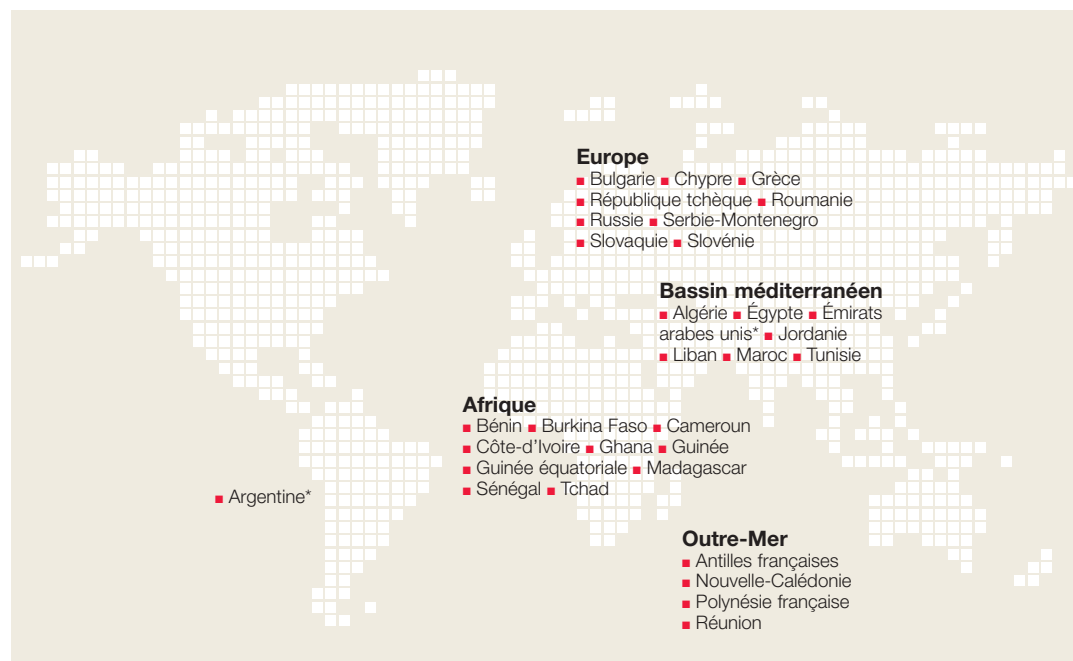 Europe
■ Bulgarie ■ Chypre ■ Grèce
■ République tchèque ■ Roumanie
■ Russie ■ Serbie-Montenegro
■ Slovaquie ■ Slovénie
Bassin méditerranéen
■ Algérie ■ Égypte ■ Émirats
arabes unis* ■ Jordanie
■ Liban ■ Maroc ■ Tunisie
Afrique
■ Bénin ■ Burkina Faso ■ Cameroun
■ Côte-d’Ivoire ■ Ghana ■ Guinée
■ Guinée équatoriale ■ Madagascar
■ Sénégal ■ Tchad
■ Argentine*
Outre-Mer
■ Antilles françaises
■ Nouvelle-Calédonie
■ Polynésie française
■ Réunion